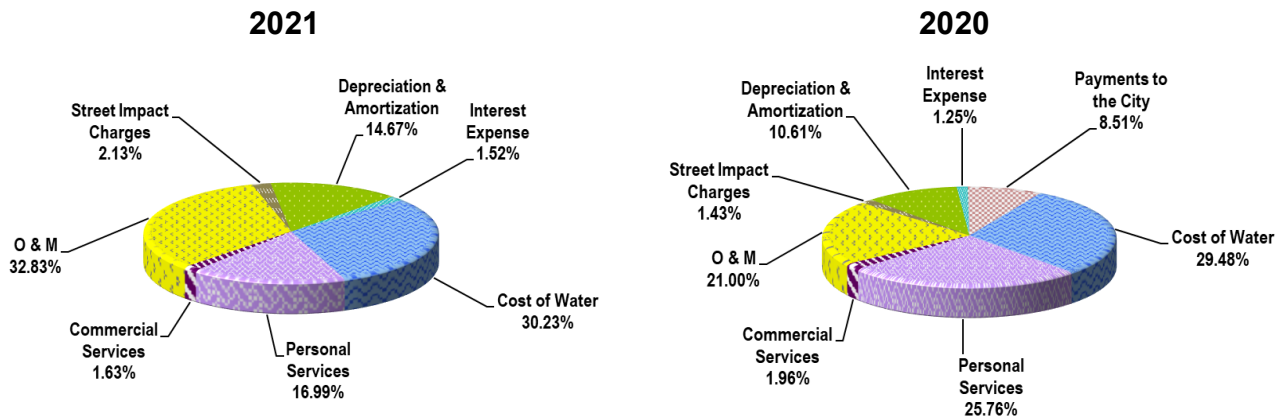 2021
Depreciation &
Amortization
14.67%
Interest
Expense
1.52%
Street Impact
Charges
2.13%
O & M
32.83%
Cost of Water
30.23%
Commercial
Services
1.63%
Personal
Services
16.99%
2020
Interest
Expense
1.25%
Payments to
the City
8.51%
Depreciation &
Amortization
10.61%
Street Impact
Charges
1.43%
O & M
21.00%
Cost of Water
29.48%
Commercial
Services
1.96%
Personal
Services
25.76%